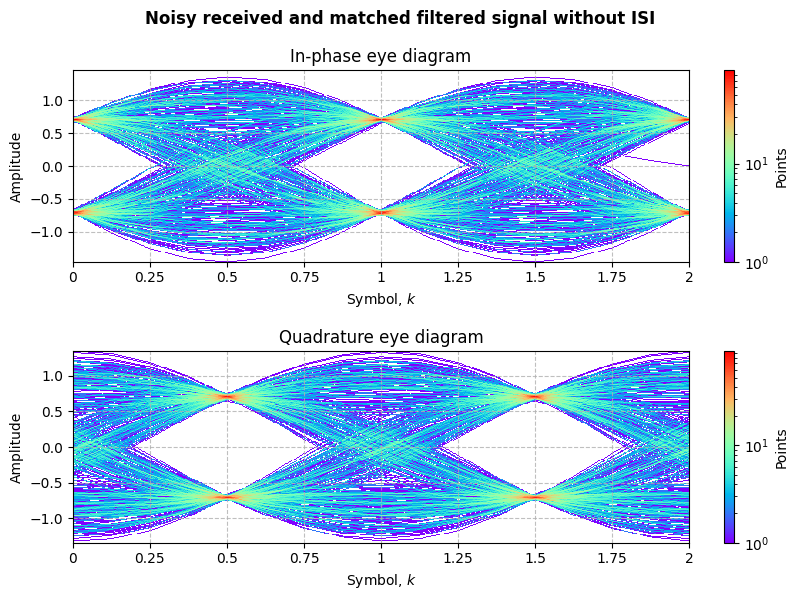 Noisy received and matched filtered signal without ISI
In-phase eye diagram
1.0
0.5
0.0
−0.5
−1.0
Amplitude
0 0.25 0.5 0.75 1 1.25 1.5 1.75 2
Symbol, k
10¹
10⁰
Points
Quadrature eye diagram
1.0
0.5
0.0
−0.5
−1.0
Amplitude
0 0.25 0.5 0.75 1 1.25 1.5 1.75 2
Symbol, k
10¹
10⁰
Points